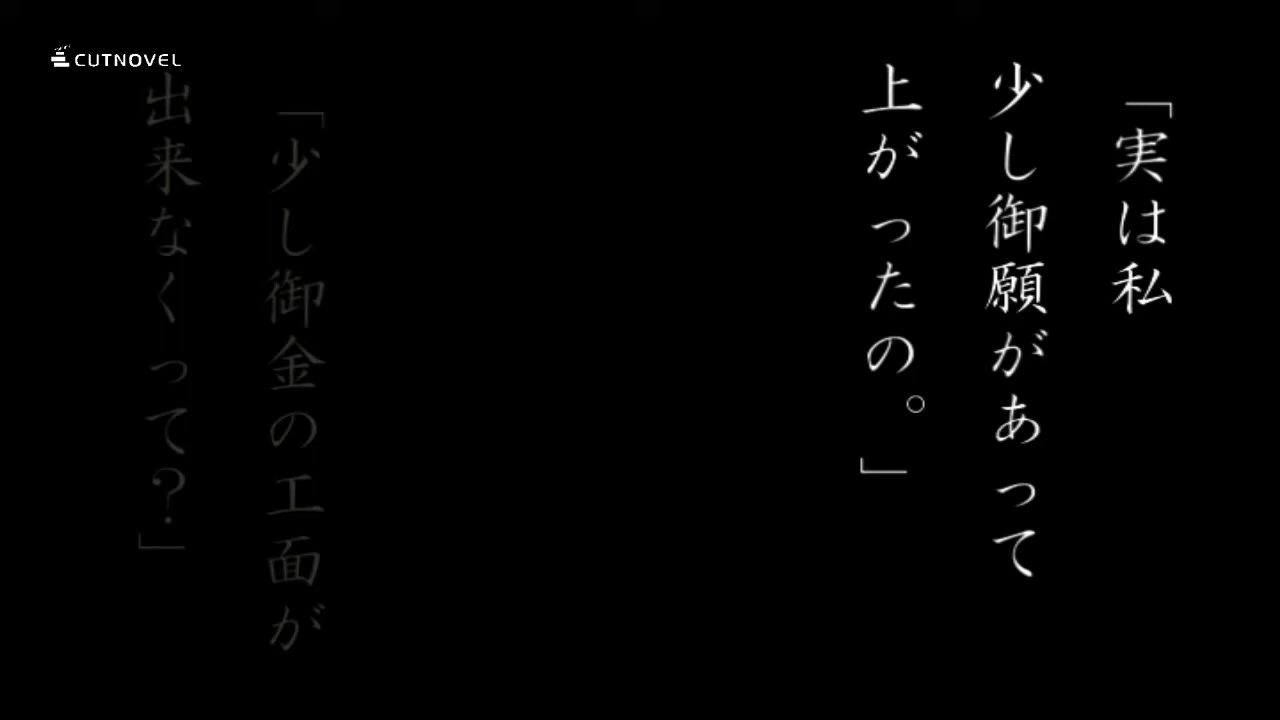 CUTNOVEL
「実は私
少し御願があって
上がったの。」
「少し御金の工面が
出来なくって?」